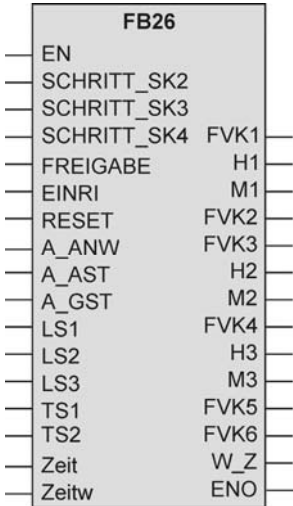 FB26
EN
SCHRITT_SK2
SCHRITT_SK3
SCHRITT_SK4 FVK1
FREIGABE H1
EINRI M1
RESET FVK2
A_ANW FVK3
A_AST H2
A_GST M2
LS1 FVK4
LS2 H3
LS3 M3
TS1 FVK5
TS2 FVK6
Zeit W_Z
Zeitw ENO